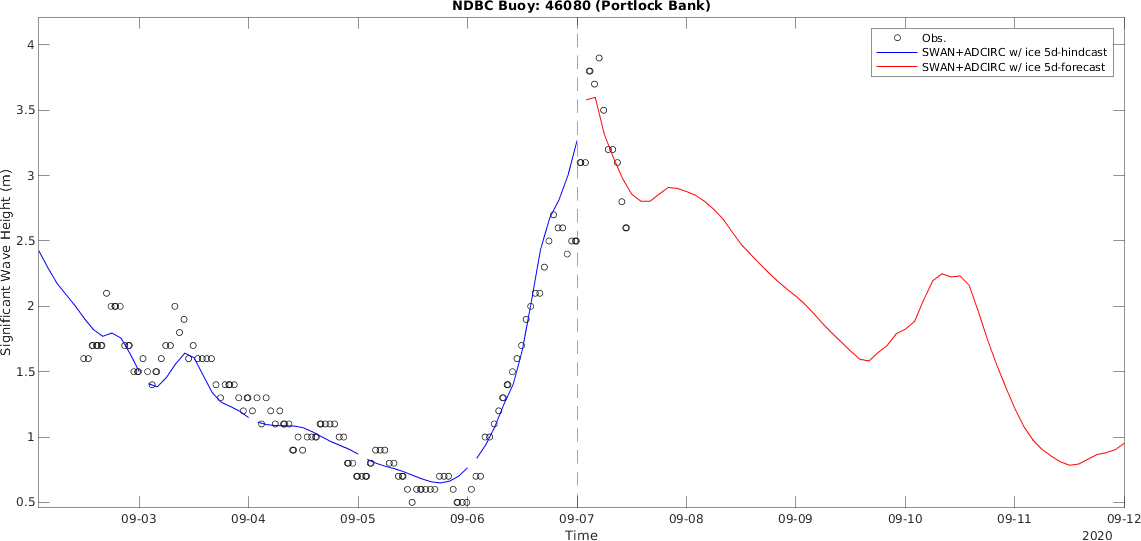 NDBC Buoy: 46080 (Portlock Bank)
Obs.
SWAN+ADCIRC w/ ice 5d-hindcast
SWAN+ADCIRC w/ ice 5d-forecast
Significant Wave Height (m)
4
3.5
3
2.5
2
1.5
1
0.5
09-03 09-04 09-05 09-06 09-07 09-08 09-09 09-10 09-11 09-12
Time
2020